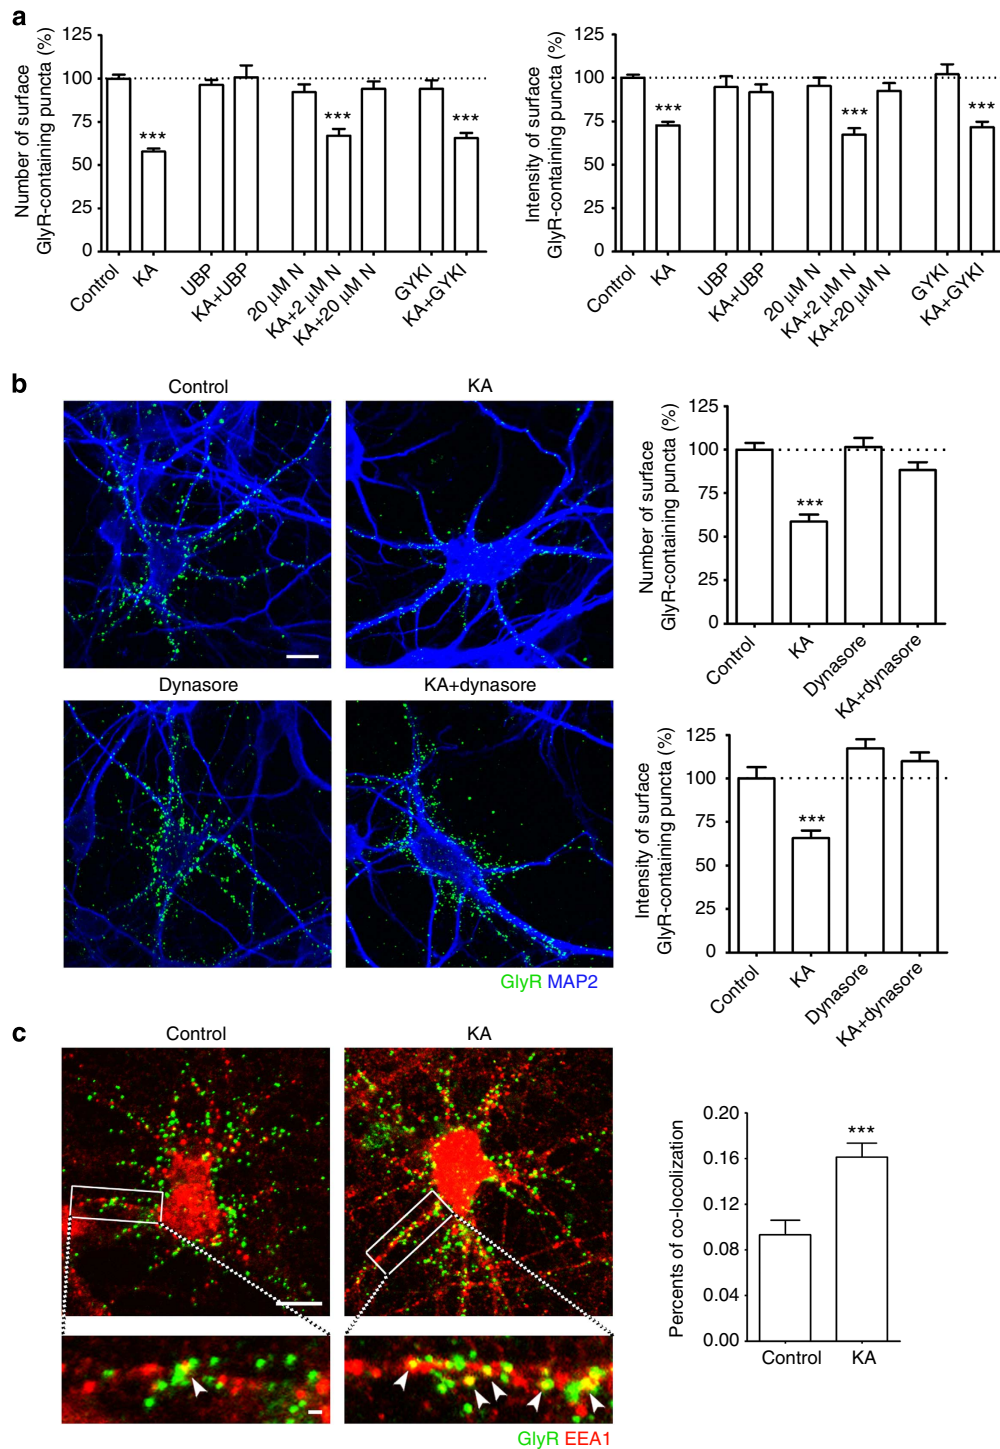 a
Number of surface
GlyR-containing puncta (%)
125
100
75
50
25
0
***
***
***
Control
KA
UBP
KA+UBP
20 µM N
KA+2 µM N
KA+20 µM N
GYKI
KA+GYKI
Intensity of surface
GlyR-containing puncta (%)
125
100
75
50
25
0
***
***
***
Control
KA
UBP
KA+UBP
20 µM N
KA+2 µM N
KA+20 µM N
GYKI
KA+GYKI
b
Control
KA
Dynasore
KA+dynasore
GlyR MAP2
Number of surface
GlyR-containing puncta (%)
125
100
75
50
25
0
***
Control
KA
Dynasore
KA+dynasore
Intensity of surface
GlyR-containing puncta (%)
125
100
75
50
25
0
***
Control
KA
Dynasore
KA+dynasore
c
Control
KA
GlyR EEA1
Percents of co-locolization
0.20
0.16
0.12
0.08
0.04
0.00
***
Control
KA